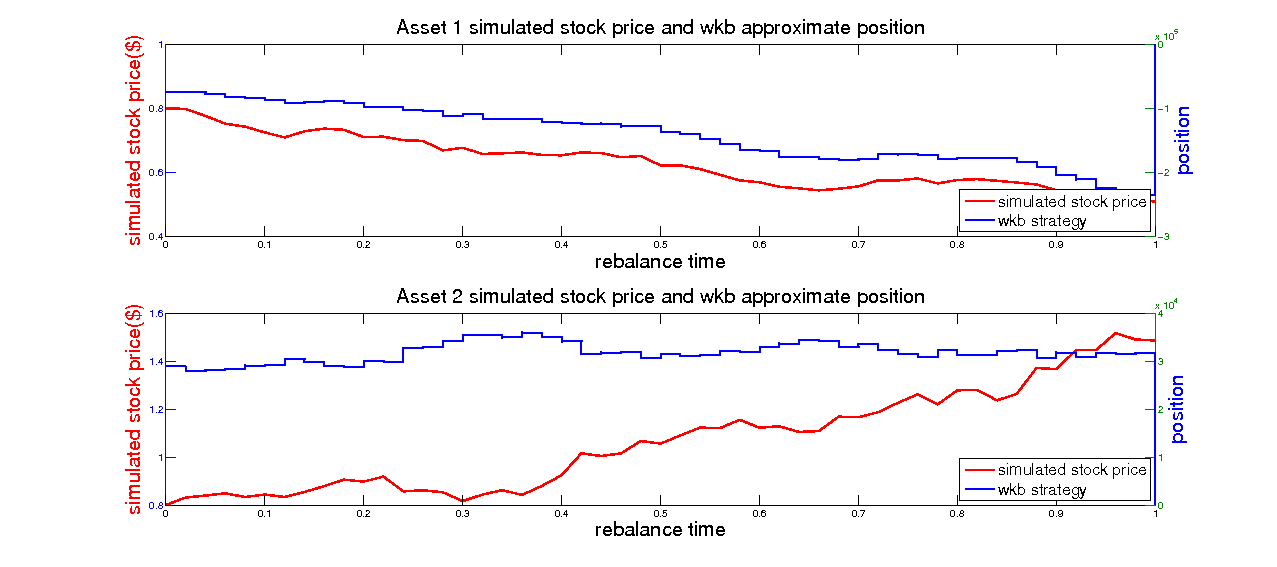 Asset 1 simulated stock price and wkb approximate position
x 10^5
simulated stock price($)
1
0.8
0.6
0.4
0
-1
-2
-3
position
simulated stock price
wkb strategy
0 0.1 0.2 0.3 0.4 0.5 0.6 0.7 0.8 0.9 1
rebalance time
Asset 2 simulated stock price and wkb approximate position
x 10^4
simulated stock price($)
1.6
1.4
1.2
1
0.8
4
3
2
1
0
position
simulated stock price
wkb strategy
0 0.1 0.2 0.3 0.4 0.5 0.6 0.7 0.8 0.9 1
rebalance time